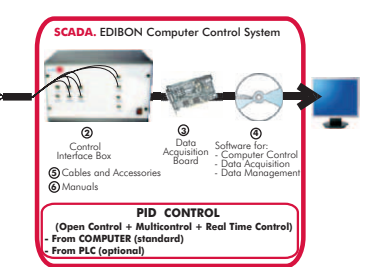 SCADA. EDIBON Computer Control System
②
Control
Interface Box
③
Data
Acquisition
Board
④
Software for:
- Computer Control
- Data Acquisition
- Data Management
⑤ Cables and Accessories
⑥ Manuals
PID CONTROL
(Open Control + Multicontrol + Real Time Control)
- From COMPUTER (standard)
- From PLC (optional)